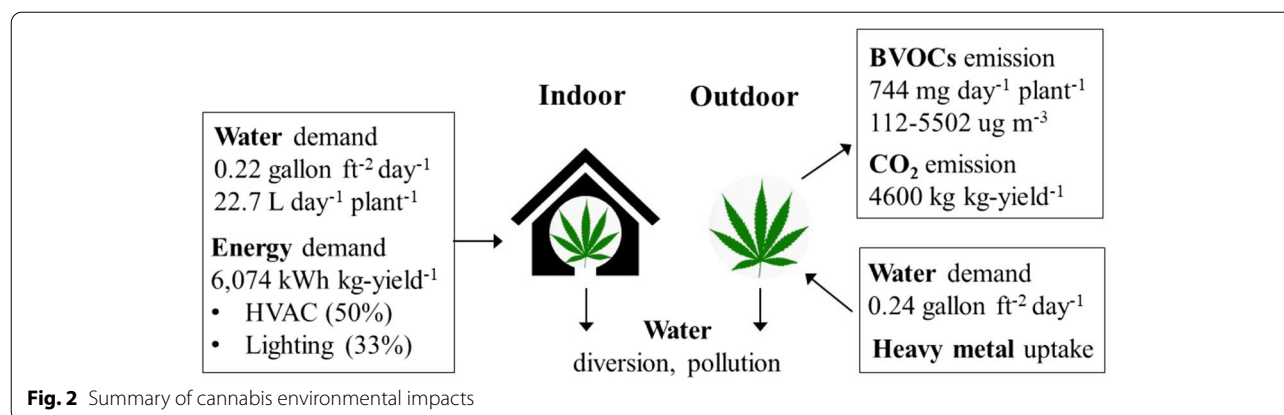 Indoor
Outdoor
Water demand
0.22 gallon ft⁻² day⁻¹
22.7 L day⁻¹ plant⁻¹
Energy demand
6,074 kWh kg-yield⁻¹
• HVAC (50%)
• Lighting (33%)
BVOCs emission
744 mg day⁻¹ plant⁻¹
112-5502 ug m⁻³
CO₂ emission
4600 kg kg-yield⁻¹
Water demand
0.24 gallon ft⁻² day⁻¹
Heavy metal uptake
Water
diversion, pollution
Fig. 2 Summary of cannabis environmental impacts